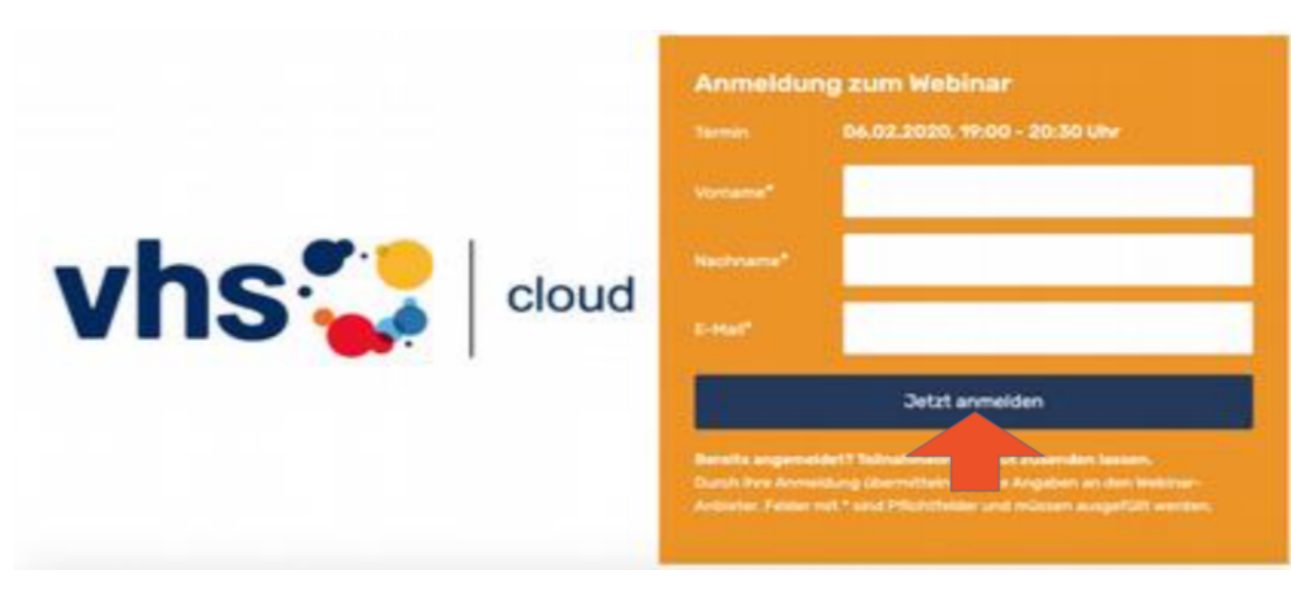 vhs cloud
Anmeldung zum Webinar
Termin 06.02.2020, 19:00 - 20:30 Uhr
Vorname*
Nachname*
E-Mail*
Jetzt anmelden
Bereits angemeldet? zusenden lassen.
Durch Ihre Anmeldung übermitteln Angaben an den Webinar-
Anbieter. Felder mit * sind Pflichtfelder und müssen ausgefüllt werden.